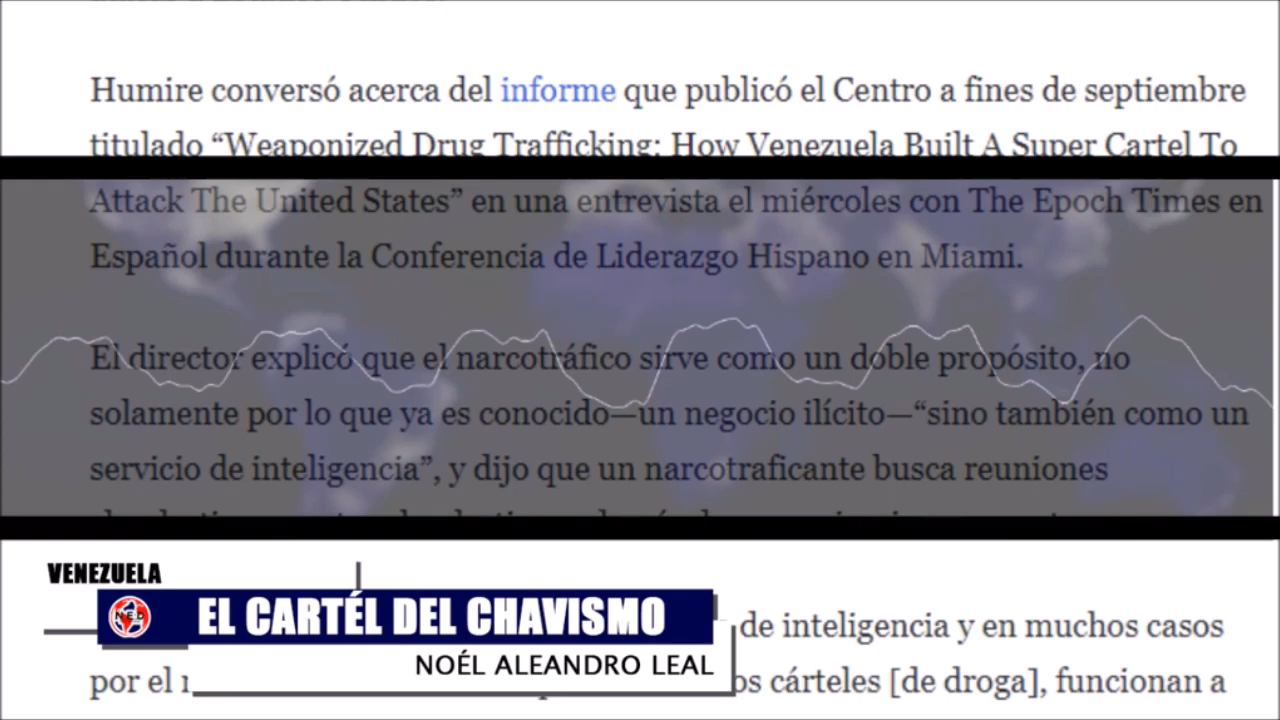 Humire conversó acerca del informe que publicó el Centro a fines de septiembre
titulado “Weaponized Drug Trafficking: How Venezuela Built A Super Cartel To
Attack The United States” en una entrevista el miércoles con The Epoch Times en
Español durante la Conferencia de Liderazgo Hispano en Miami.
El director explicó que el narcotráfico sirve como un doble propósito, no
solamente por lo que ya es conocido—un negocio ilícito—“sino también como un
servicio de inteligencia”, y dijo que un narcotraficante busca reuniones
VENEZUELA
EL CARTÉL DEL CHAVISMO
NOÉL ALEANDRO LEAL
de inteligencia y en muchos casos
por el
cárteles [de droga], funcionan a